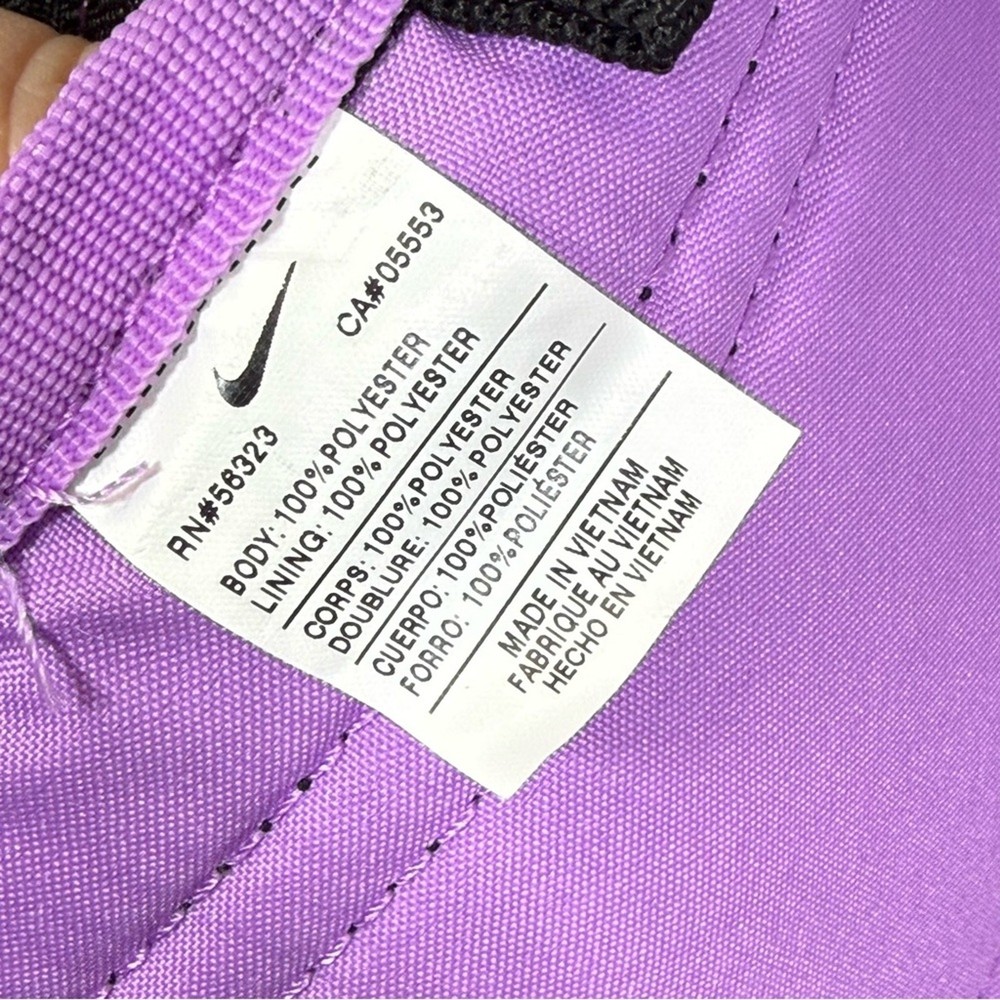 RN#56323
CA#05553
BODY: 100%POLYESTER
LINING: 100% POLYESTER
CORPS: 100%POLYESTER
DOUBLURE: 100% POLYESTER
CUERPO: 100%POLIÉSTER
FORRO: 100%POLIÉSTER
MADE IN VIETNAM
FABRIQUE AU VIETNAM
HECHO EN VIETNAM